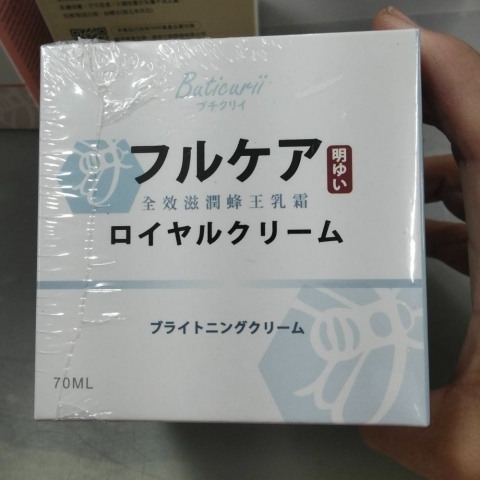 Buticurii
プチクリイ
フルケア
明ゆい
全效滋潤蜂王乳霜
ロイヤルクリーム
ブライトニングクリーム
70ML